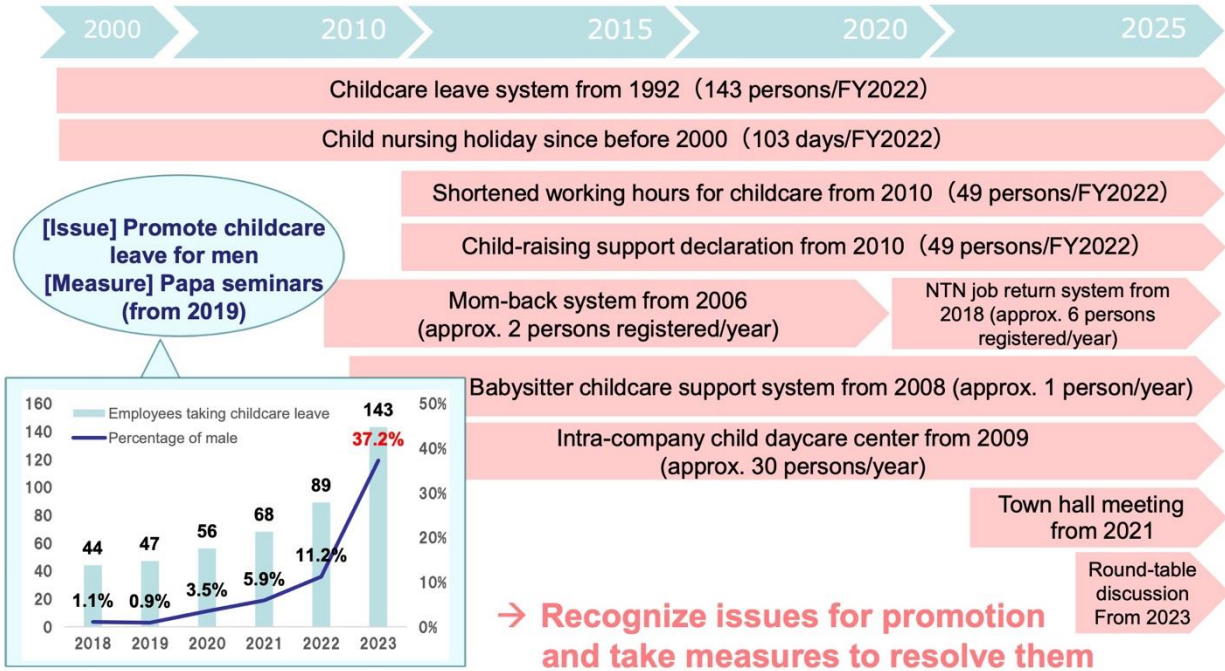 2000
2010
2015
2020
2025
Childcare leave system from 1992（143 persons/FY2022）
Child nursing holiday since before 2000（103 days/FY2022）
Shortened working hours for childcare from 2010（49 persons/FY2022）
Child-raising support declaration from 2010（49 persons/FY2022）
[Issue] Promote childcare
leave for men
[Measure] Papa seminars
(from 2019)
Mom-back system from 2006
(approx. 2 persons registered/year)
NTN job return system from
2018 (approx. 6 persons
registered/year)
Babysitter childcare support system from 2008 (approx. 1 person/year)
Intra-company child daycare center from 2009
(approx. 30 persons/year)
Town hall meeting
from 2021
Round-table
discussion
From 2023
Employees taking childcare leave
Percentage of male
160
140
120
100
80
60
40
20
0
50%
40%
30%
20%
10%
0%
44
47
56
68
89
143
1.1%
0.9%
3.5%
5.9%
11.2%
37.2%
2018
2019
2020
2021
2022
2023
→ Recognize issues for promotion
and take measures to resolve them